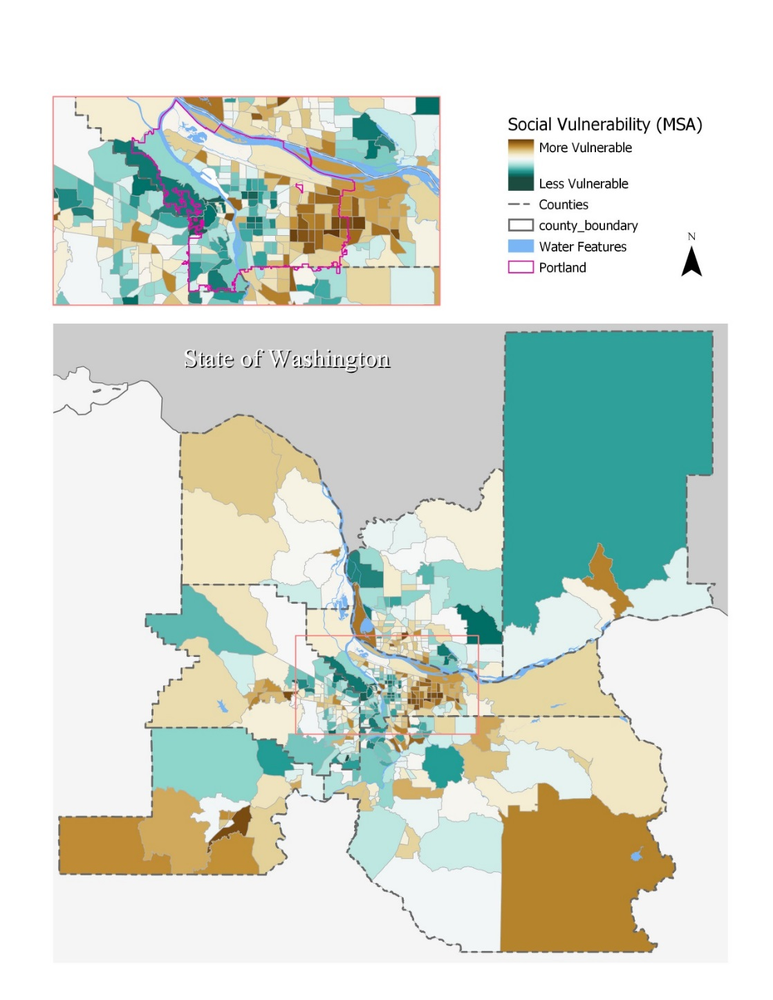 Social Vulnerability (MSA)
More Vulnerable
Less Vulnerable
Counties
county_boundary
Water Features
Portland
N
State of Washington